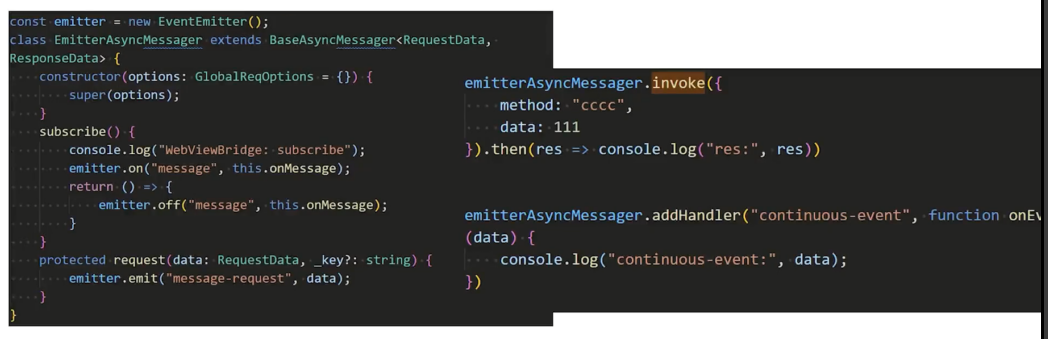 const emitter = new EventEmitter();
class EmitterAsyncMessager extends BaseAsyncMessager<RequestData,
ResponseData> {
constructor(options: GlobalReqOptions = {}) {
super(options);
}
subscribe() {
console.log("WebViewBridge: subscribe");
emitter.on("message", this.onMessage);
return () => {
emitter.off("message", this.onMessage);
}
}
protected request(data: RequestData, _key?: string) {
emitter.emit("message-request", data);
}
}
emitterAsyncMessager.invoke({
method: "cccc",
data: 111
}).then(res => console.log("res:", res))
emitterAsyncMessager.addHandler("continuous-event", function onEv
(data) {
console.log("continuous-event:", data);
})